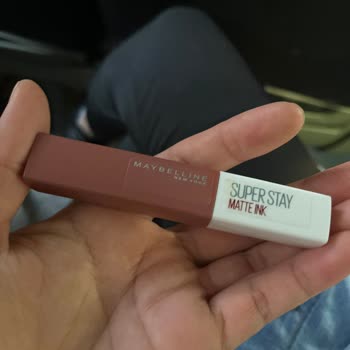 MAYBELLINE
NEW YORK
SUPER STAY
MATTE INK